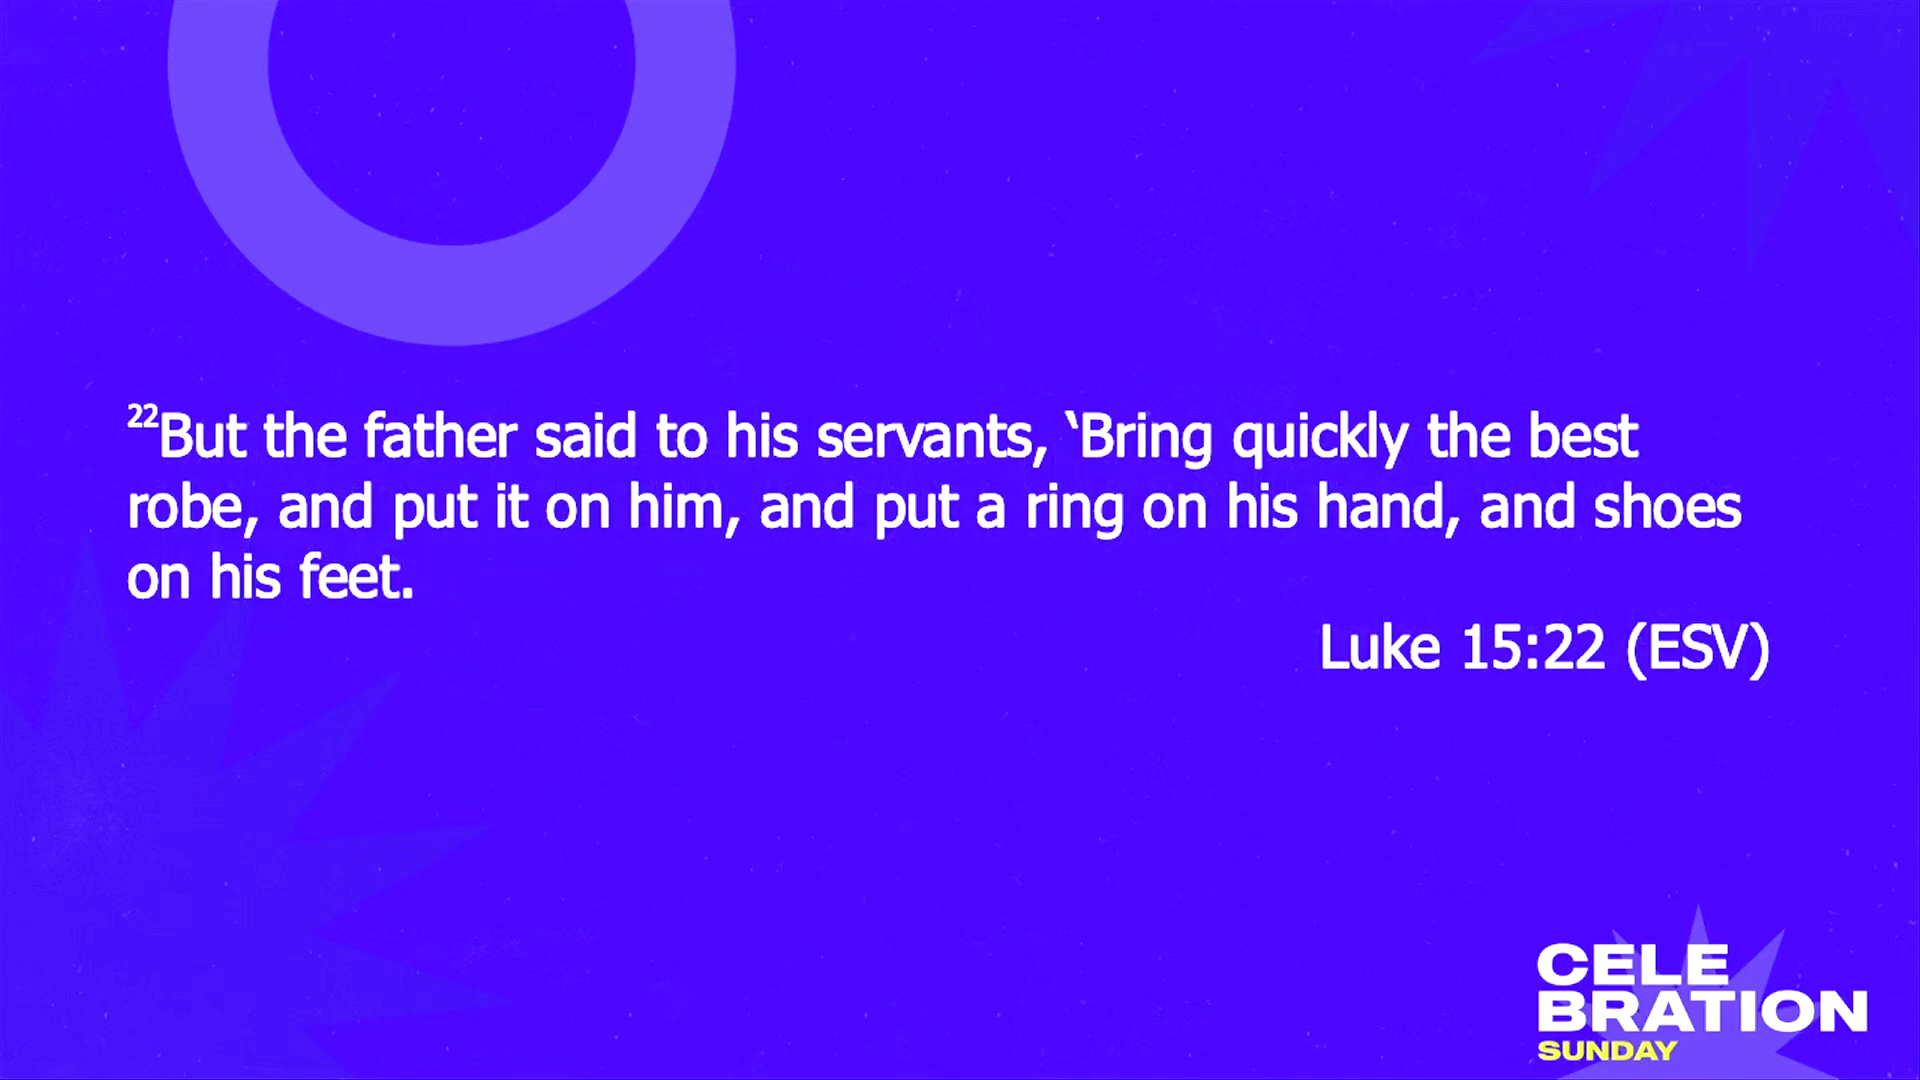 22But the father said to his servants, ‘Bring quickly the best
robe, and put it on him, and put a ring on his hand, and shoes
on his feet.
Luke 15:22 (ESV)
CELE
BRATION
SUNDAY